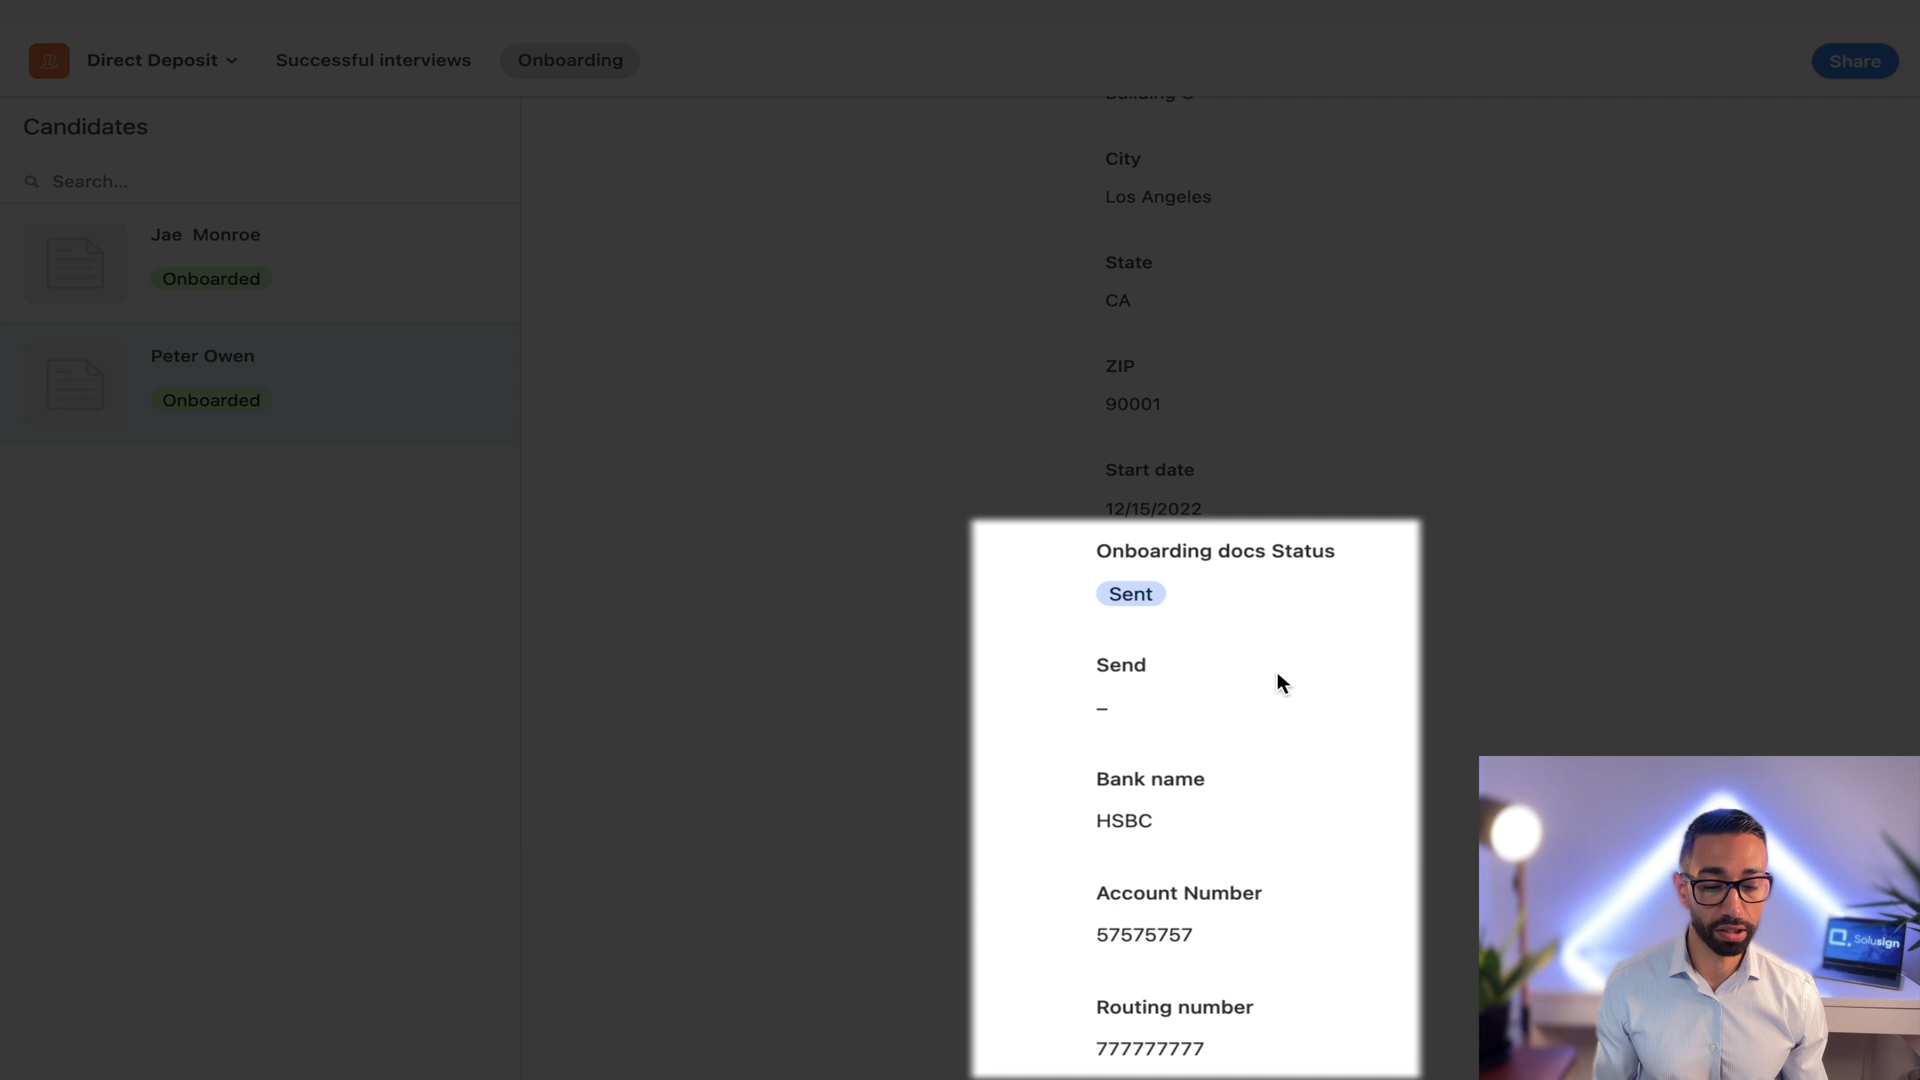 Direct Deposit
Successful interviews
Onboarding
Share
Candidates
Search...
Jae Monroe
Onboarded
Peter Owen
Onboarded
City
Los Angeles
State
CA
ZIP
90001
Start date
12/15/2022
Onboarding docs Status
Sent
Send
–
Bank name
HSBC
Account Number
57575757
Routing number
777777777
Solusign